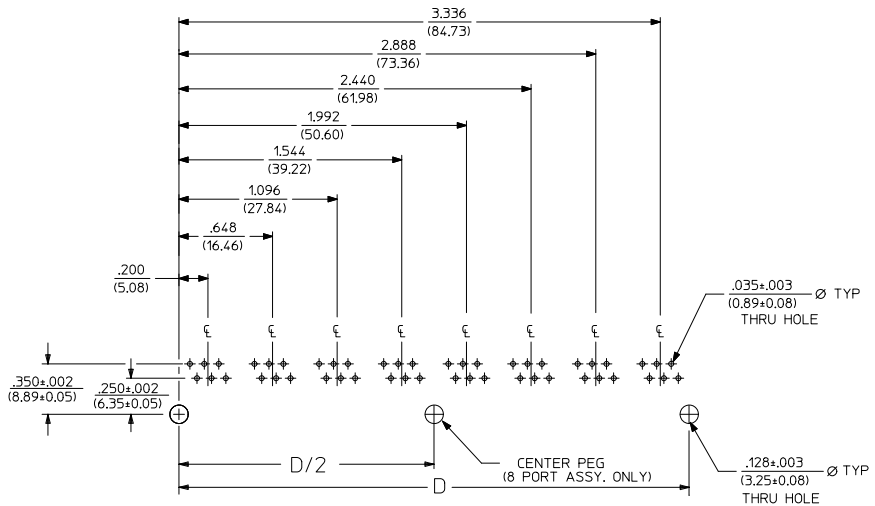 3.336
(84.73)
2.888
(73.36)
2.440
(61.98)
1.992
(50.60)
1.544
(39.22)
1.096
(27.84)
.648
(16.46)
.200
(5.08)
.035±.003
(0.89±0.08)
Ø TYP
THRU HOLE
℄ ℄ ℄ ℄ ℄ ℄ ℄ ℄
.350±.002
(8.89±0.05)
.250±.002
(6.35±0.05)
D/2
CENTER PEG
(8 PORT ASSY. ONLY)
D
.128±.003
(3.25±0.08)
Ø TYP
THRU HOLE